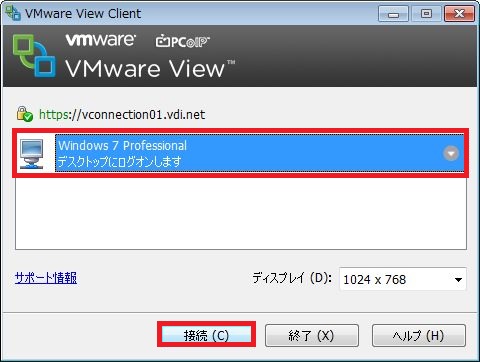 VMware View Client
vmware PCoIP
VMware View™
https://vconnection01.vdi.net
Windows 7 Professional
デスクトップにログオンします
サポート情報 ディスプレイ (D): 1024 x 768
接続 (C) 終了 (X) ヘルプ (H)